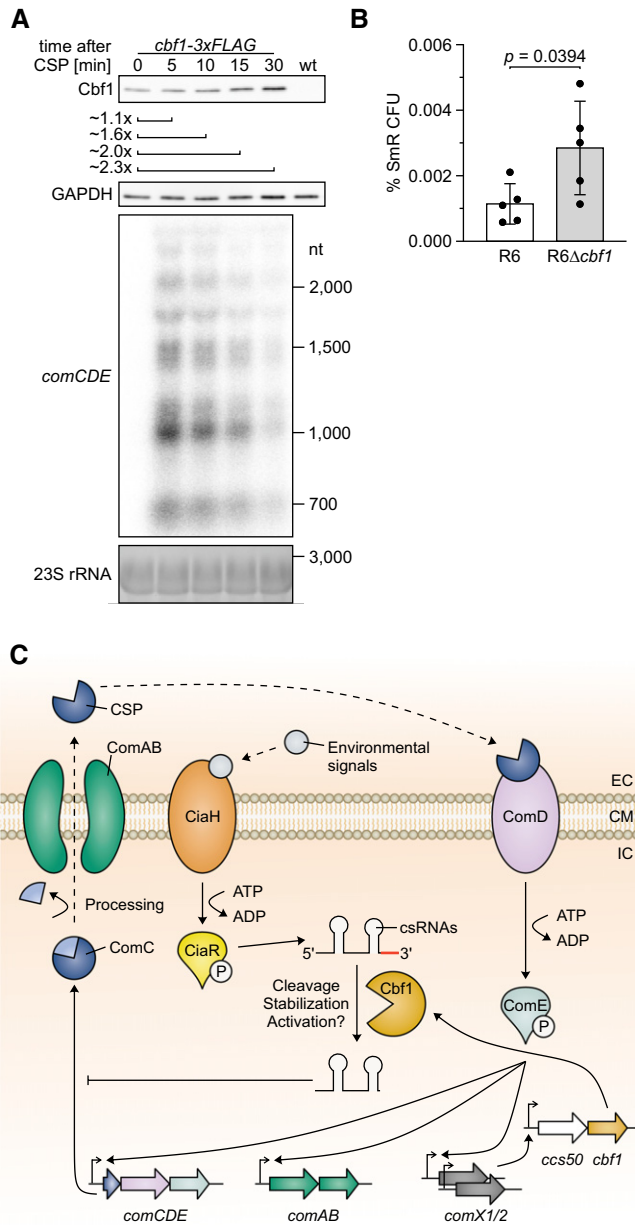 A
time after
CSP [min]
cbf1-3xFLAG
0 5 10 15 30 wt
Cbf1
~1.1x
~1.6x
~2.0x
~2.3x
GAPDH
nt
2,000
1,500
comCDE
1,000
700
3,000
23S rRNA
B
0.006
p = 0.0394
0.004
% SmR CFU
0.002
0.000
R6 R6Δcbf1
C
CSP
ComAB
CiaH
Environmental
signals
ComD
EC
CM
IC
Processing
ATP
ADP
ATP
ADP
ComC
CiaR
P
5'
csRNAs
3'
Cleavage
Stabilization
Activation?
Cbf1
ComE
P
ccs50 cbf1
comCDE comAB comX1/2